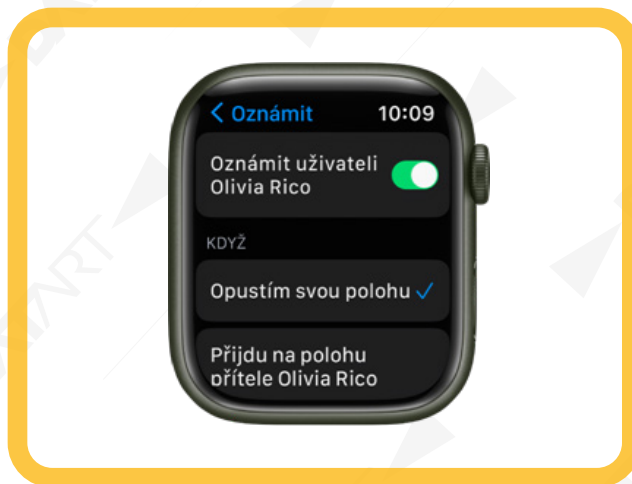 < Oznámit 10:09
Oznámit uživateli
Olivia Rico
KDYŽ
Opustím svou polohu ✓
Přijdu na polohu
přítele Olivia Rico